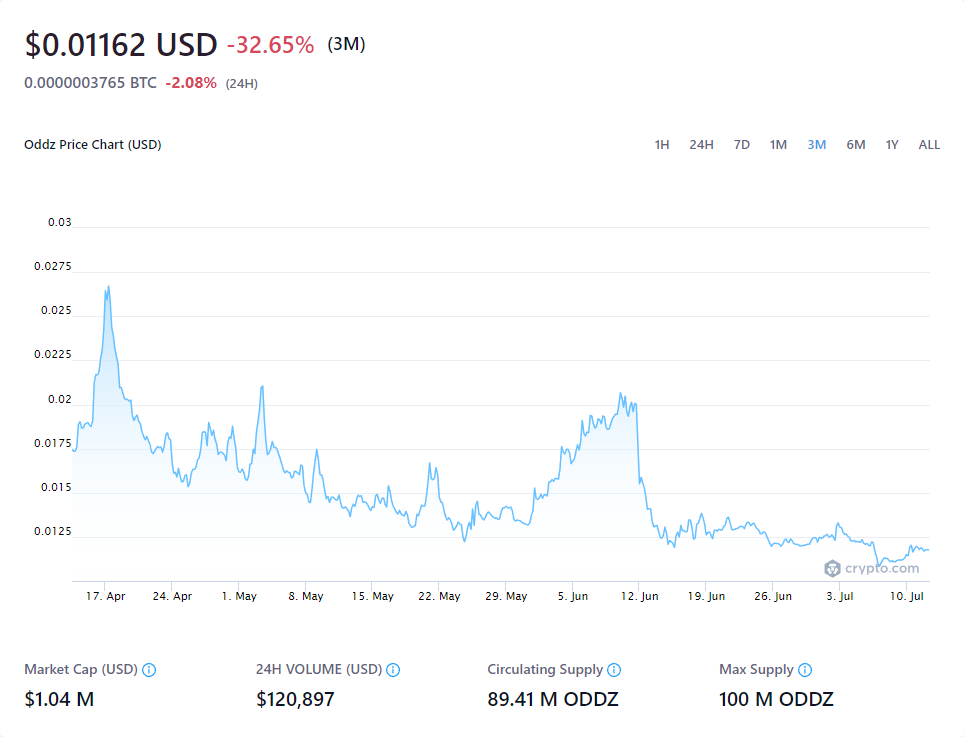 $0.01162 USD -32.65% (3M)
0.0000003765 BTC -2.08% (24H)
Oddz Price Chart (USD)
1H 24H 7D 1M 3M 6M 1Y ALL
0.03
0.0275
0.025
0.0225
0.02
0.0175
0.015
0.0125
crypto.com
17. Apr 24. Apr 1. May 8. May 15. May 22. May 29. May 5. Jun 12. Jun 19. Jun 26. Jun 3. Jul 10. Jul
Market Cap (USD) 24H VOLUME (USD) Circulating Supply Max Supply
$1.04 M $120,897 89.41 M ODDZ 100 M ODDZ